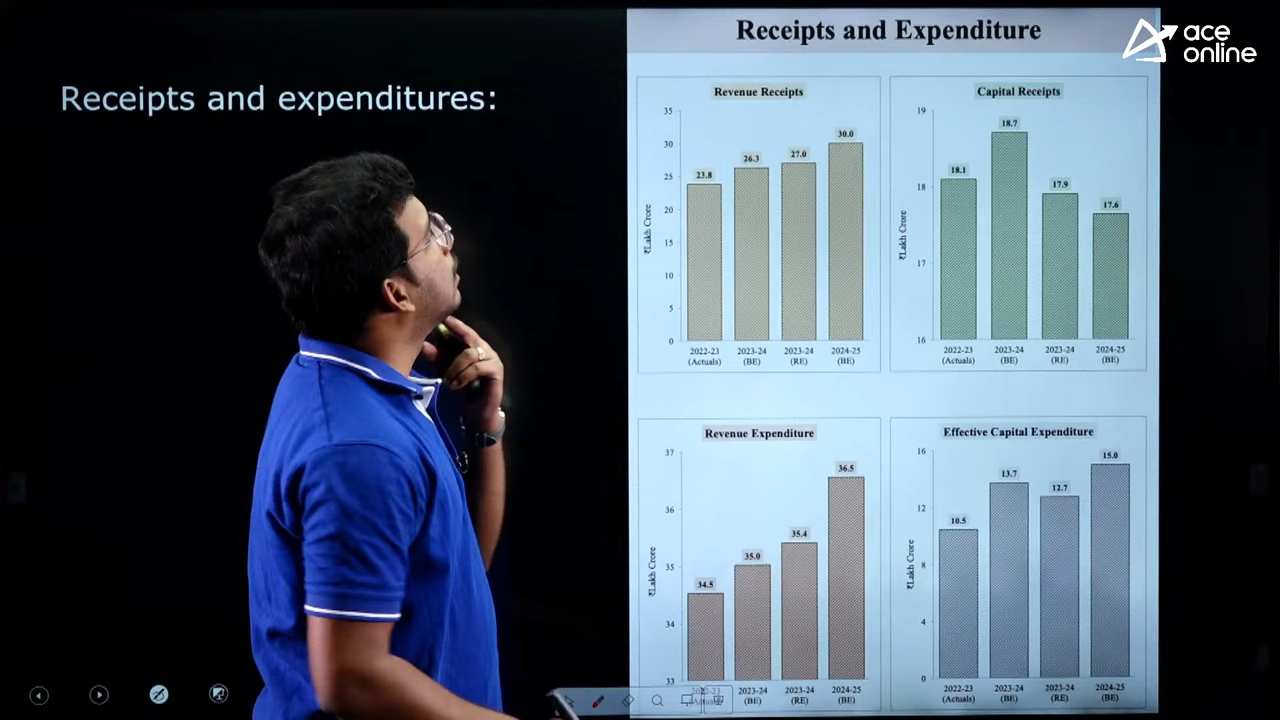 Receipts and expenditures:
ace
online
Receipts and Expenditure
Revenue Receipts
₹Lakh Crore
35
30
25
20
15
10
5
0
23.8
26.3
27.0
30.0
2022-23
(Actuals)
2023-24
(BE)
2023-24
(RE)
2024-25
(BE)
Capital Receipts
₹Lakh Crore
19
18
17
16
18.1
18.7
17.9
17.6
2022-23
(Actuals)
2023-24
(BE)
2023-24
(RE)
2024-25
(BE)
Revenue Expenditure
₹Lakh Crore
37
36
35
34
33
34.5
35.0
35.4
36.5
2022-23
(Actuals)
2023-24
(BE)
2023-24
(RE)
2024-25
(BE)
Effective Capital Expenditure
₹Lakh Crore
16
12
8
4
0
10.5
13.7
12.7
15.0
2022-23
(Actuals)
2023-24
(BE)
2023-24
(RE)
2024-25
(BE)